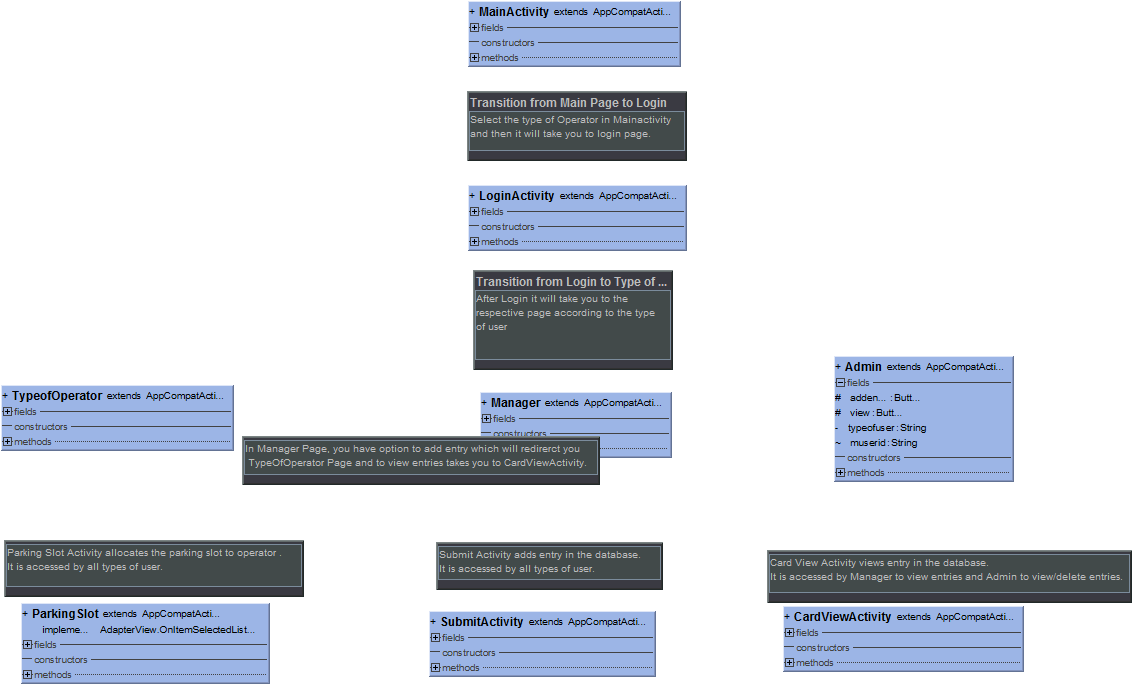 + MainActivity extends AppCompatActi...
fields
constructors
methods
Transition from Main Page to Login
Select the type of Operator in Mainactivity
and then it will take you to login page.
+ LoginActivity extends AppCompatActi...
fields
constructors
methods
Transition from Login to Type of ...
After Login it will take you to the
respective page according to the type
of user
+ TypeofOperator extends AppCompatActi...
fields
constructors
methods
+ Manager extends AppCompatActi...
fields
constructors
In Manager Page, you have option to add entry which will redirerct you
TypeOfOperator Page and to view entries takes you to CardViewActivity.
+ Admin extends AppCompatActi...
fields
# adden... : Butt...
# view : Butt...
- typeofuser : String
~ muserid : String
constructors
methods
Parking Slot Activity allocates the parking slot to operator .
It is accessed by all types of user.
+ ParkingSlot extends AppCompatActi...
impleme... AdapterView.OnItemSelectedList...
fields
constructors
methods
Submit Activity adds entry in the database.
It is accessed by all types of user.
+ SubmitActivity extends AppCompatActi...
fields
constructors
methods
Card View Activity views entry in the database.
It is accessed by Manager to view entries and Admin to view/delete entries.
+ CardViewActivity extends AppCompatActi...
fields
constructors
methods